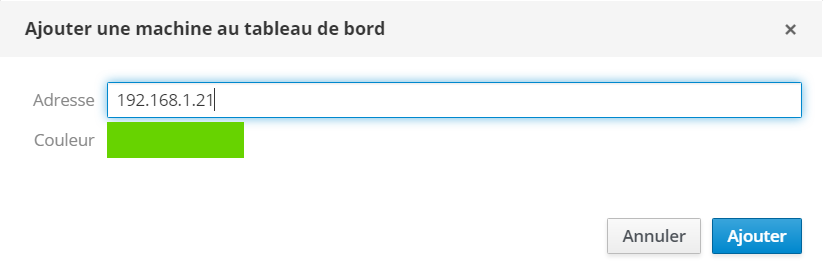 Ajouter une machine au tableau de bord ×
Adresse 192.168.1.21
Couleur
Annuler Ajouter